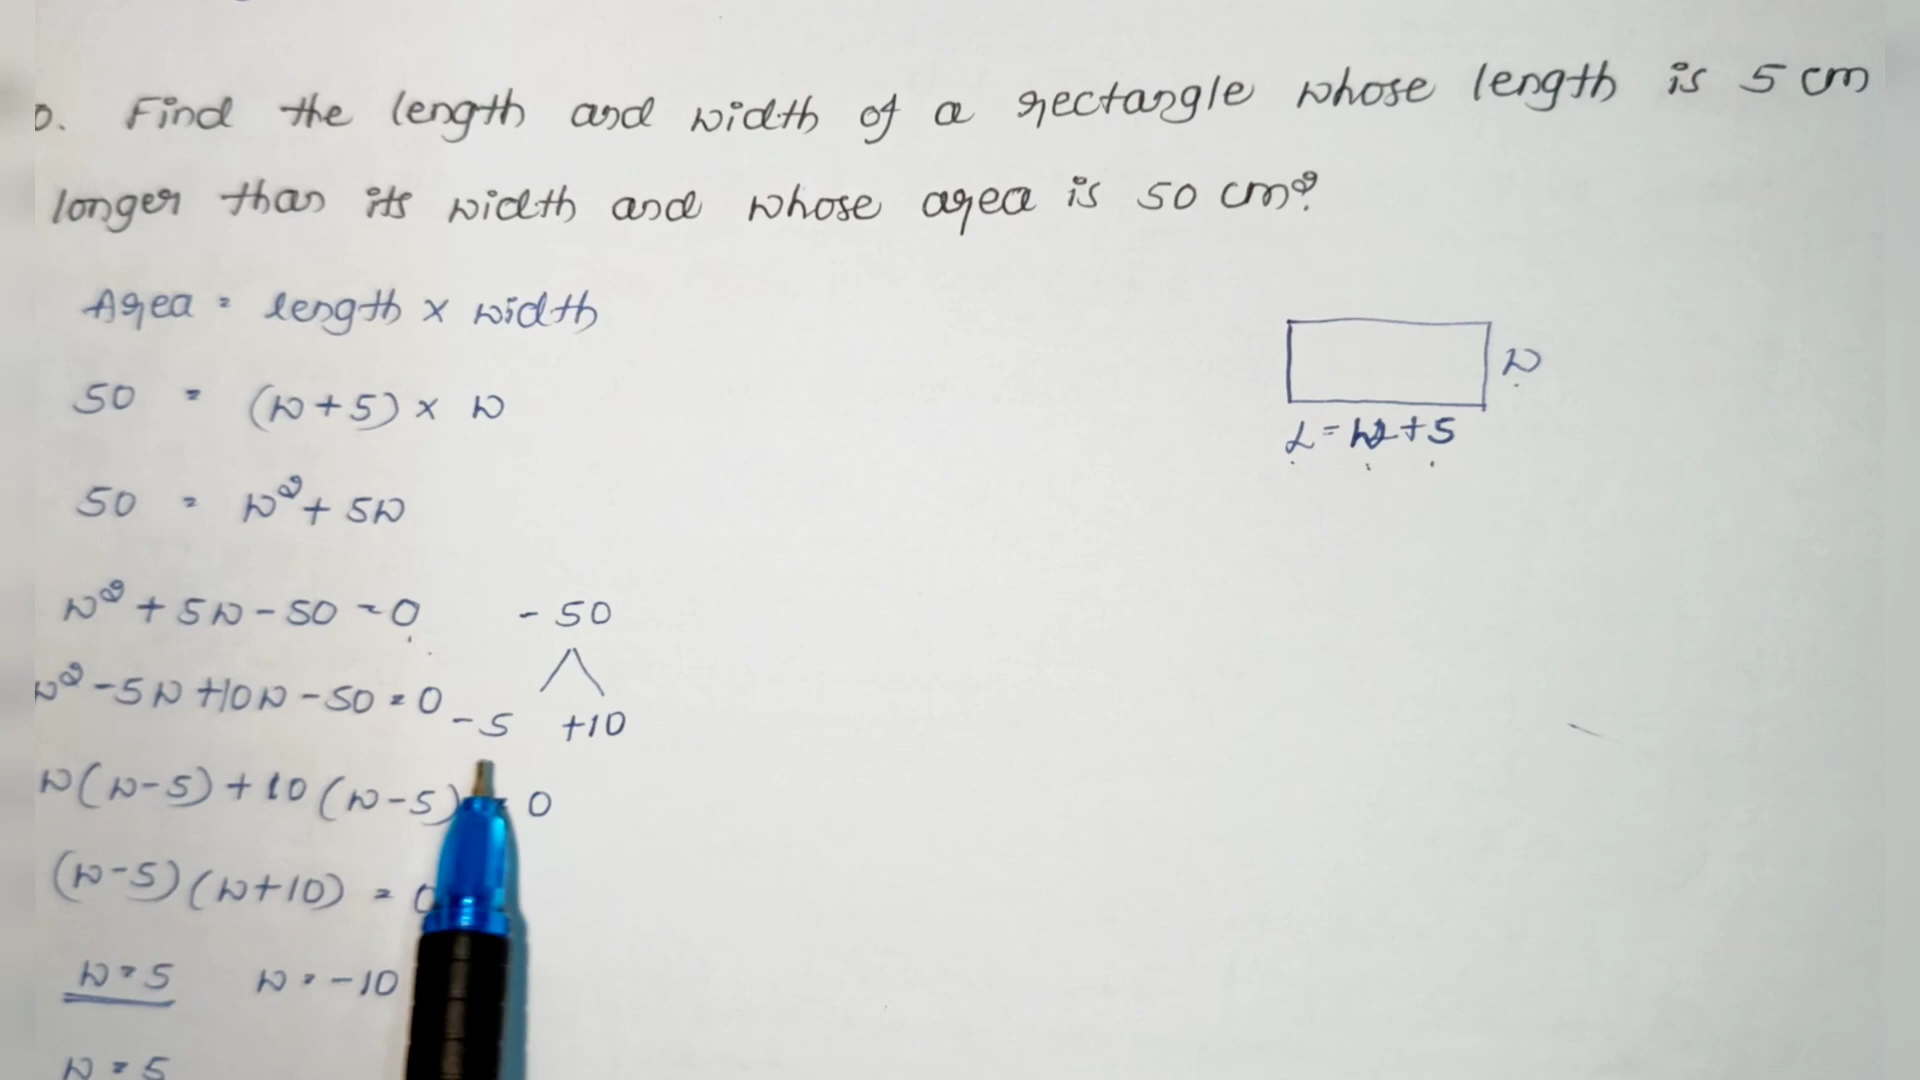 Find the length and width of a rectangle whose length is 5 cm
longer than its width and whose area is 50 cm²
Area = length × width
50 = (w+5) × w
w
L = w + 5
50 = w² + 5w
w² + 5w - 50 = 0
- 50
w² - 5w + 10w - 50 = 0
- 5 +10
w(w-5) + 10(w-5) = 0
(w-5)(w+10) = 0
w = 5 w = -10
w = 5